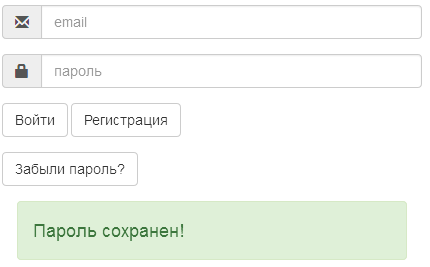 email
пароль
Войти Регистрация
Забыли пароль?
Пароль сохранен!